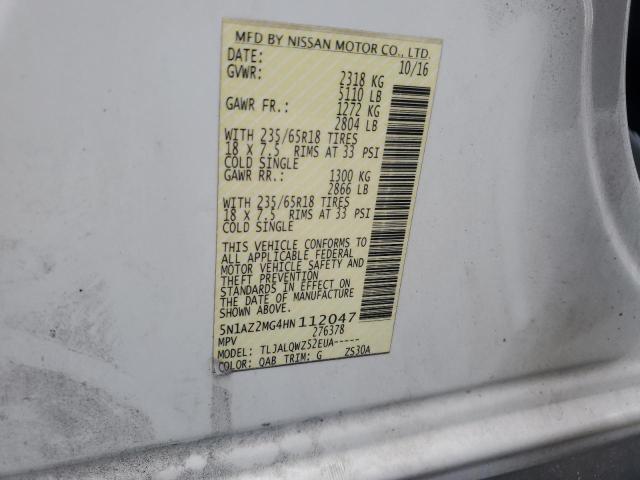 MFD BY NISSAN MOTOR CO., LTD.
DATE: 10/16
GVWR: 2318 KG
5110 LB
GAWR FR.: 1272 KG
2804 LB
WITH 235/65R18 TIRES
18 X 7.5 RIMS AT 33 PSI
COLD SINGLE
GAWR RR.: 1300 KG
2866 LB
WITH 235/65R18 TIRES
18 X 7.5 RIMS AT 33 PSI
COLD SINGLE
THIS VEHICLE CONFORMS TO
ALL APPLICABLE FEDERAL
MOTOR VEHICLE SAFETY AND
THEFT PREVENTION
STANDARDS IN EFFECT ON
THE DATE OF MANUFACTURE
SHOWN ABOVE.
5N1AZ2MG4HN112047
MPV 276378
MODEL: TLJALQWZ52EUA-----
COLOR: QAB TRIM: G ZS30A